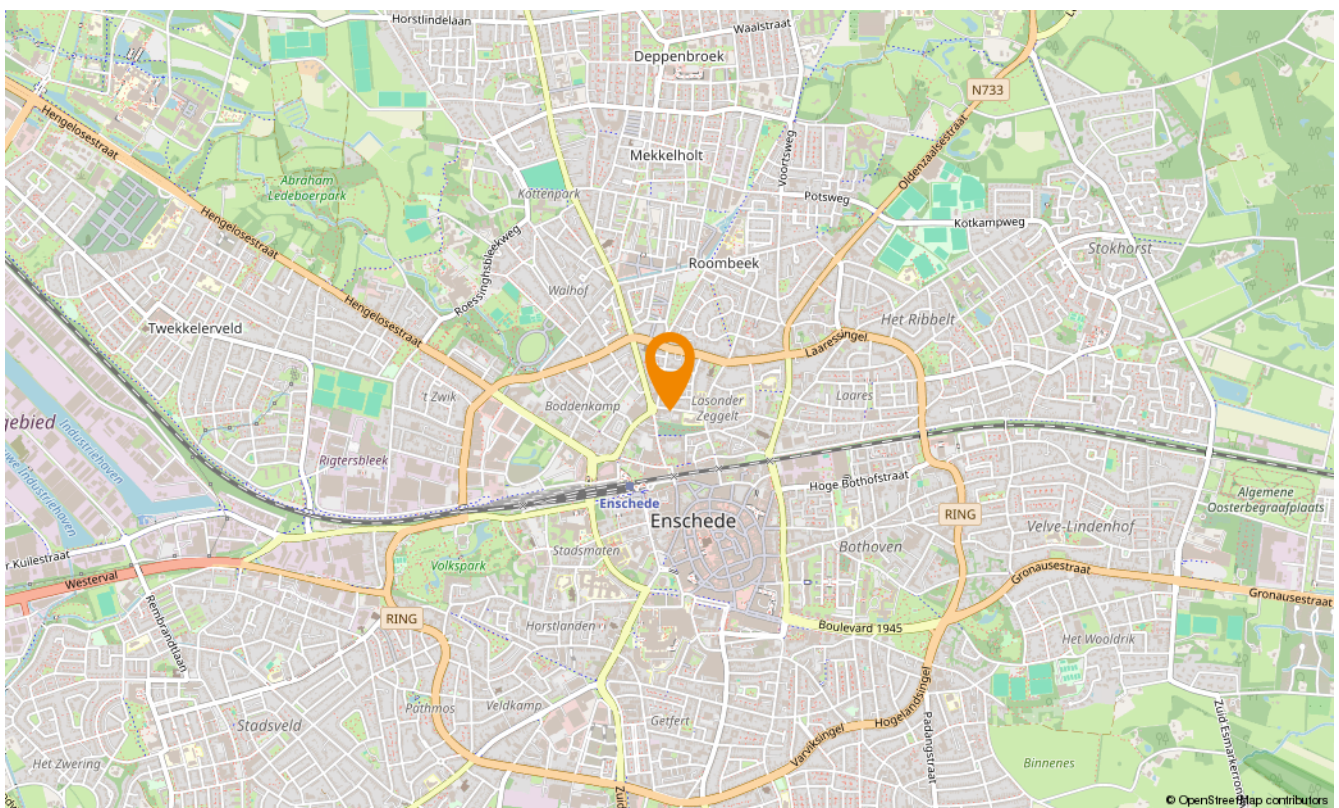 Horstlindelaan
Waalstraat
Deppenbroek
N733
Hengelosestraat
Mekkelholt
Voortsweg
Oldenzaalsestraat
Abraham
Ledeboerpark
Kottenpark
Potsweg
Kotkampweg
Hengelosestraat
Roessinghsbleekweg
Roombeek
Stokhorst
Walhof
Hengelosestraat
Twekkelerveld
Het Ribbelt
Laaressingel
't Zwik
Boddenkamp
Lasonder
Zeggelt
Laares
Industriehaven
Rigtersbleek
Hoge Bothofstraat
Enschede
Enschede
Algemene
Oosterbegraafplaats
RING
Velve-Lindenhof
Stadsmaten
Bothoven
Volkspark
Westerval
Gronausestraat
Gronausestraat
Rembrandtlaan
RING
Horstlanden
Boulevard 1945
Het Wooldrik
Stadsveld
Pathmos
Veldkamp
Getfert
Hogelandsingel
Varviksingel
Padangstraat
Het Zwering
Binnenes
© OpenStreetMap contributors